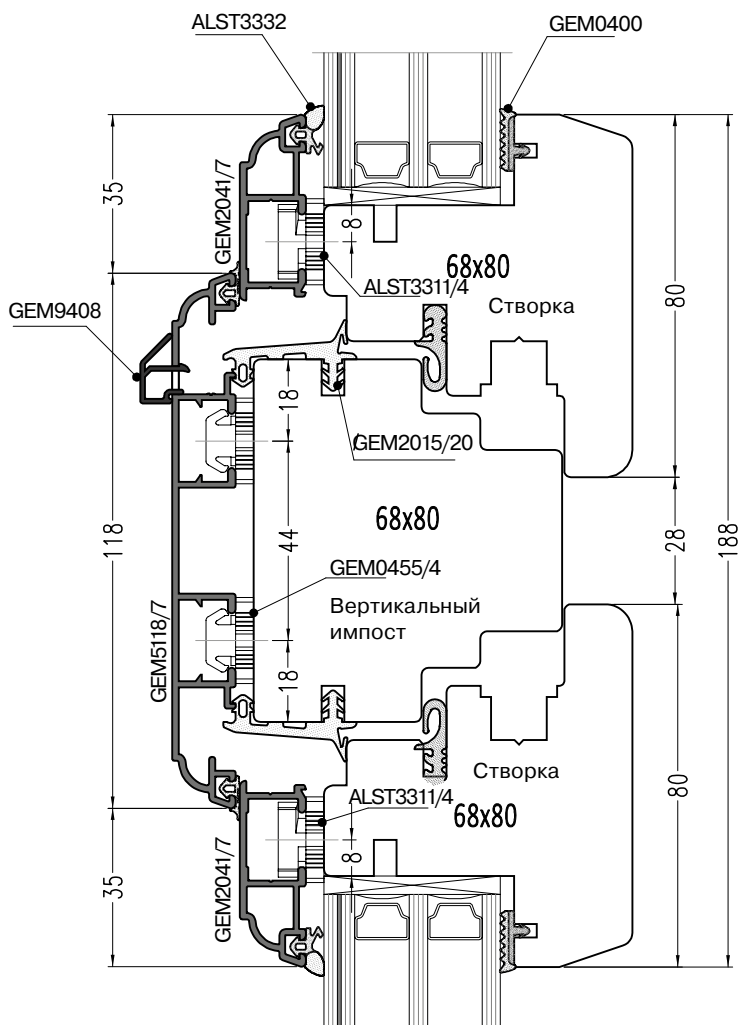 ALST3332
GEM0400
35
GEM2041/7
8
68x80
ALST3311/4
Створка
80
GEM9408
18
GEM2015/20
118
44
68x80
28
188
GEM0455/4
Вертикальный
импост
GEM5118/7
18
Створка
ALST3311/4
68x80
80
8
35
GEM2041/7